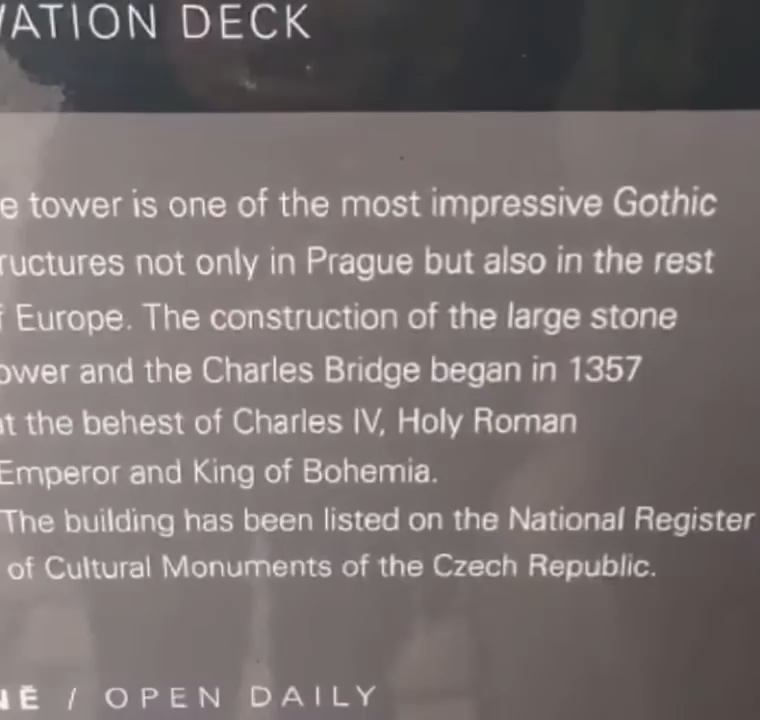 VATION DECK
e tower is one of the most impressive Gothic
ructures not only in Prague but also in the rest
f Europe. The construction of the large stone
ower and the Charles Bridge began in 1357
at the behest of Charles IV, Holy Roman
Emperor and King of Bohemia.
The building has been listed on the National Register
of Cultural Monuments of the Czech Republic.
NĚ / OPEN DAILY